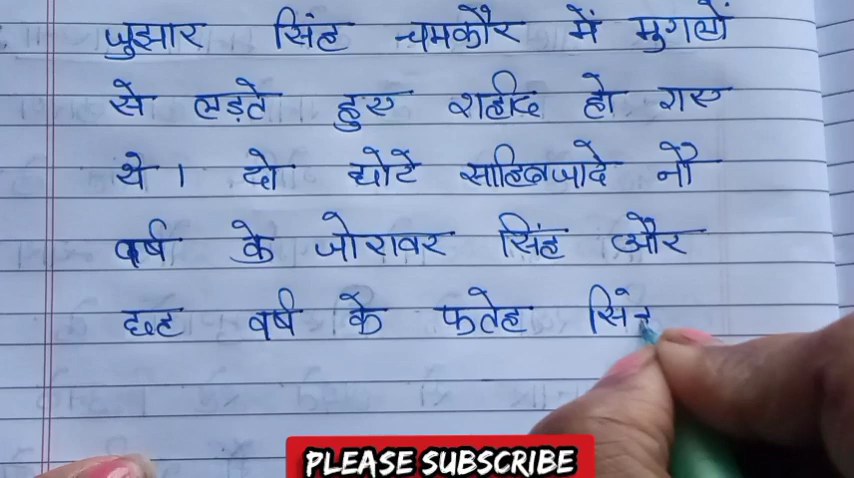 जुझार सिंह चमकौर में मुगलों
से लड़ते हुए शहीद हो गए
थे। दो छोटे साहिबजादे नौ
वर्ष के जोरावर सिंह और
छह वर्ष के फतेह सिंह
PLEASE SUBSCRIBE